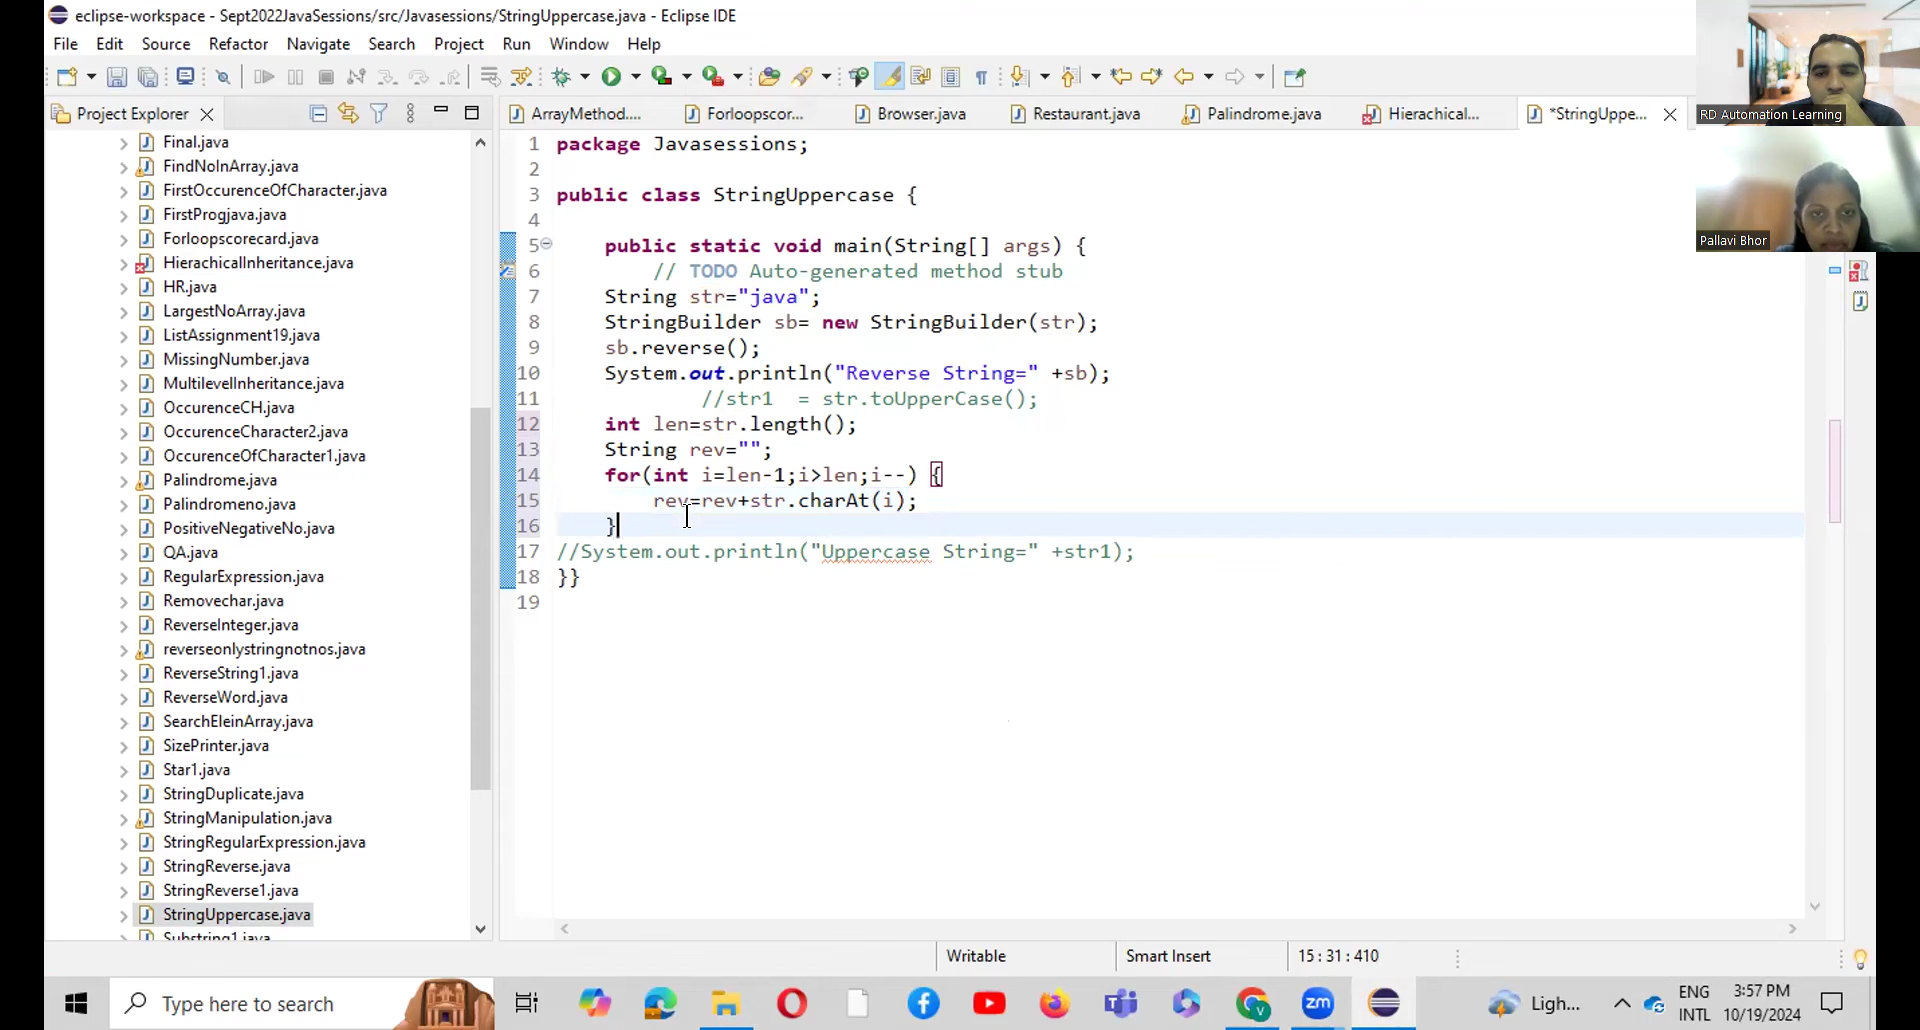 eclipse-workspace - Sept2022JavaSessions/src/Javasessions/StringUppercase.java - Eclipse IDE
File Edit Source Refactor Navigate Search Project Run Window Help
Project Explorer
ArrayMethod.... Forloopscor... Browser.java Restaurant.java Palindrome.java Hierachical... *StringUppe...
RD Automation Learning
Pallavi Bhor
Final.java
FindNoInArray.java
FirstOccurenceOfCharacter.java
FirstProgjava.java
Forloopscorecard.java
HierachicalInheritance.java
HR.java
LargestNoArray.java
ListAssignment19.java
MissingNumber.java
MultilevelInheritance.java
OccurenceCH.java
OccurenceCharacter2.java
OccurenceOfCharacter1.java
Palindrome.java
Palindromeno.java
PositiveNegativeNo.java
QA.java
RegularExpression.java
Removechar.java
ReverseInteger.java
reverseonlystringnotnos.java
ReverseString1.java
ReverseWord.java
SearchEleinArray.java
SizePrinter.java
Star1.java
StringDuplicate.java
StringManipulation.java
StringRegularExpression.java
StringReverse.java
StringReverse1.java
StringUppercase.java
Substring1.java
1 package Javasessions;
2
3 public class StringUppercase {
4
5 public static void main(String[] args) {
6 // TODO Auto-generated method stub
7 String str="java";
8 StringBuilder sb= new StringBuilder(str);
9 sb.reverse();
10 System.out.println("Reverse String=" +sb);
11 //str1 = str.toUpperCase();
12 int len=str.length();
13 String rev="";
14 for(int i=len-1;i>len;i--) {
15 rev=rev+str.charAt(i);
16 }
17 //System.out.println("Uppercase String=" +str1);
18 }}
19
Writable Smart Insert 15 : 31 : 410
Type here to search
zm
Ligh...
ENG
INTL
3:57 PM
10/19/2024